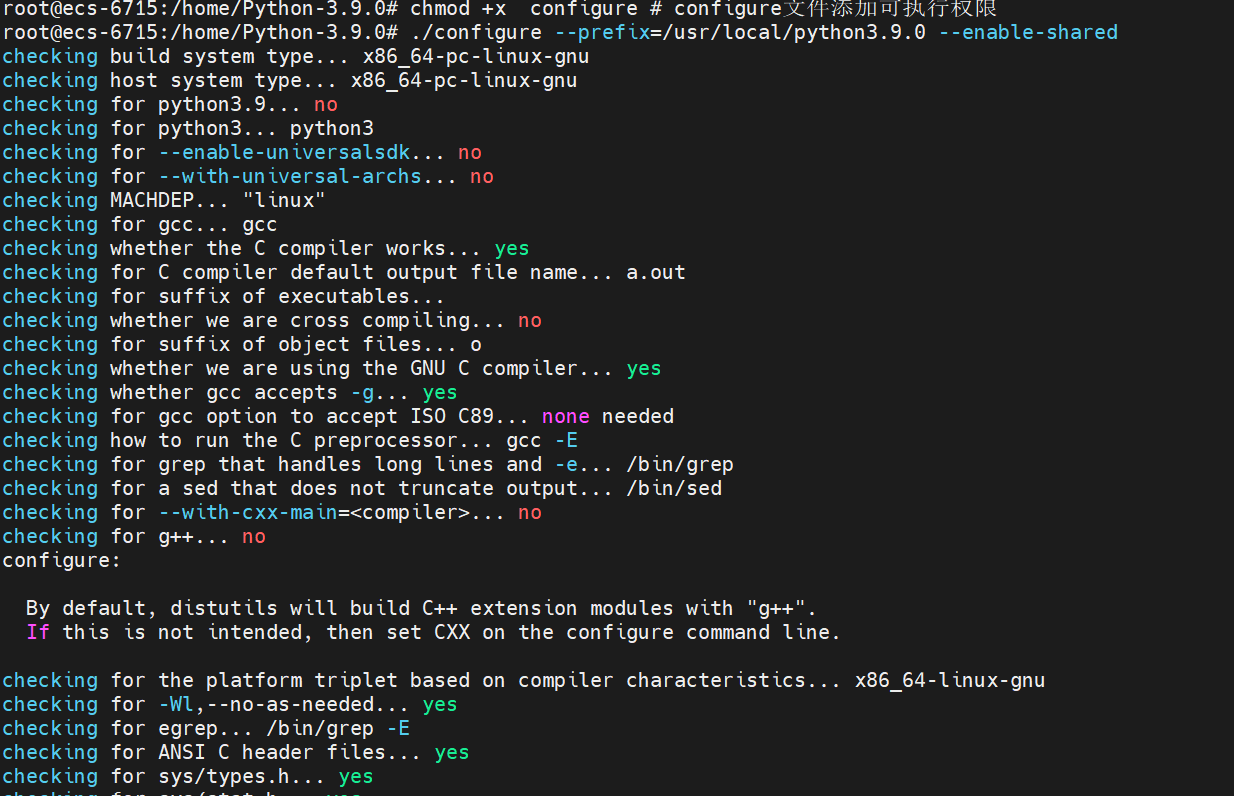 root@ecs-6715:/home/Python-3.9.0# chmod +x  configure # configure文件添加可执行权限
root@ecs-6715:/home/Python-3.9.0# ./configure --prefix=/usr/local/python3.9.0 --enable-shared
checking build system type... x86_64-pc-linux-gnu
checking host system type... x86_64-pc-linux-gnu
checking for python3.9... no
checking for python3... python3
checking for --enable-universalsdk... no
checking for --with-universal-archs... no
checking MACHDEP... "linux"
checking for gcc... gcc
checking whether the C compiler works... yes
checking for C compiler default output file name... a.out
checking for suffix of executables...
checking whether we are cross compiling... no
checking for suffix of object files... o
checking whether we are using the GNU C compiler... yes
checking whether gcc accepts -g... yes
checking for gcc option to accept ISO C89... none needed
checking how to run the C preprocessor... gcc -E
checking for grep that handles long lines and -e... /bin/grep
checking for a sed that does not truncate output... /bin/sed
checking for --with-cxx-main=<compiler>... no
checking for g++... no
configure:

  By default, distutils will build C++ extension modules with "g++".
  If this is not intended, then set CXX on the configure command line.

checking for the platform triplet based on compiler characteristics... x86_64-linux-gnu
checking for -Wl,--no-as-needed... yes
checking for egrep... /bin/grep -E
checking for ANSI C header files... yes
checking for sys/types.h... yes